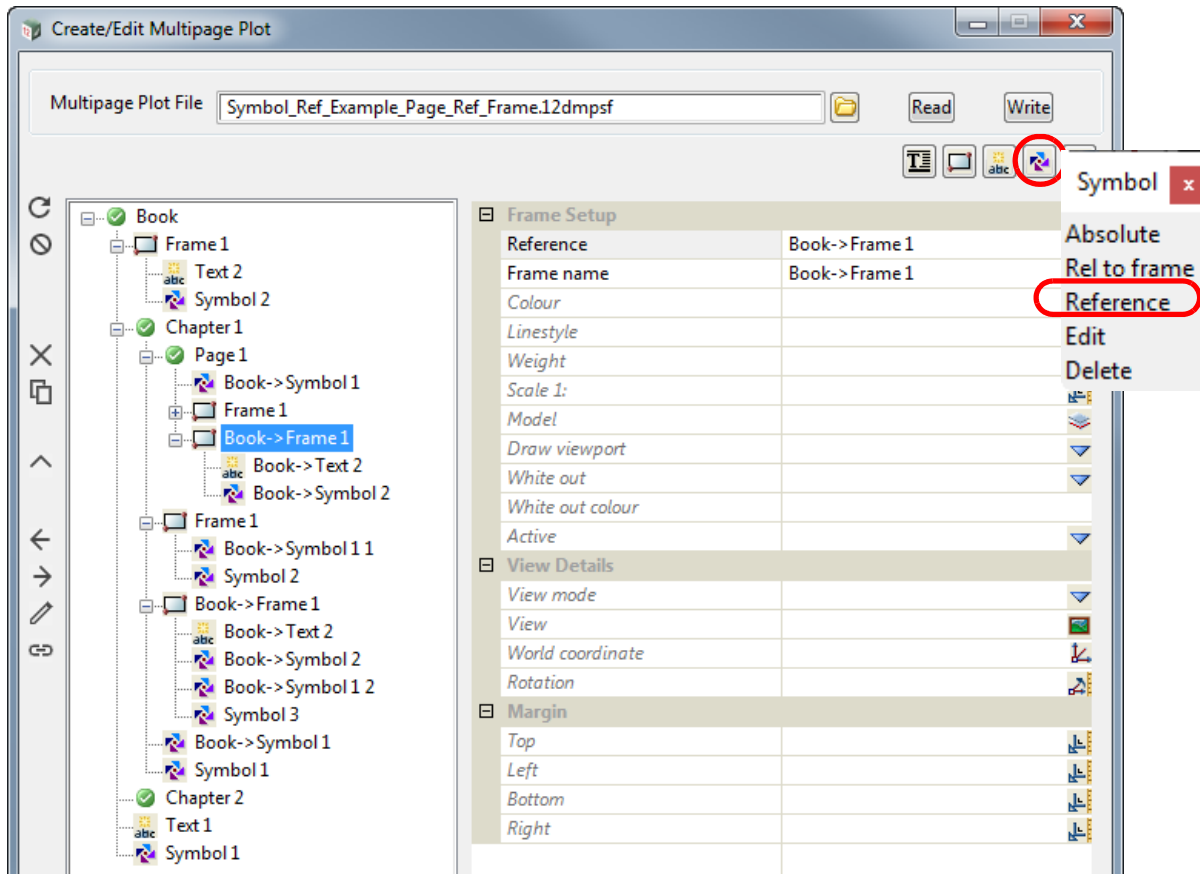 Create/Edit Multipage Plot
Multipage Plot File
Symbol_Ref_Example_Page_Ref_Frame.12dmpsf
Read
Write
Symbol
x
Absolute
Rel to frame
Reference
Edit
Delete
Book
Frame 1
abc Text 2
Symbol 2
Chapter 1
Page 1
Book->Symbol 1
Frame 1
Book->Frame 1
abc Book->Text 2
Book->Symbol 2
Frame 1
Book->Symbol 1 1
Symbol 2
Book->Frame 1
abc Book->Text 2
Book->Symbol 2
Book->Symbol 1 2
Symbol 3
Book->Symbol 1
Symbol 1
Chapter 2
abc Text 1
Symbol 1
Frame Setup
Reference Book->Frame 1
Frame name Book->Frame 1
Colour
Linestyle
Weight
Scale 1:
Model
Draw viewport
White out
White out colour
Active
View Details
View mode
View
World coordinate
Rotation
Margin
Top
Left
Bottom
Right